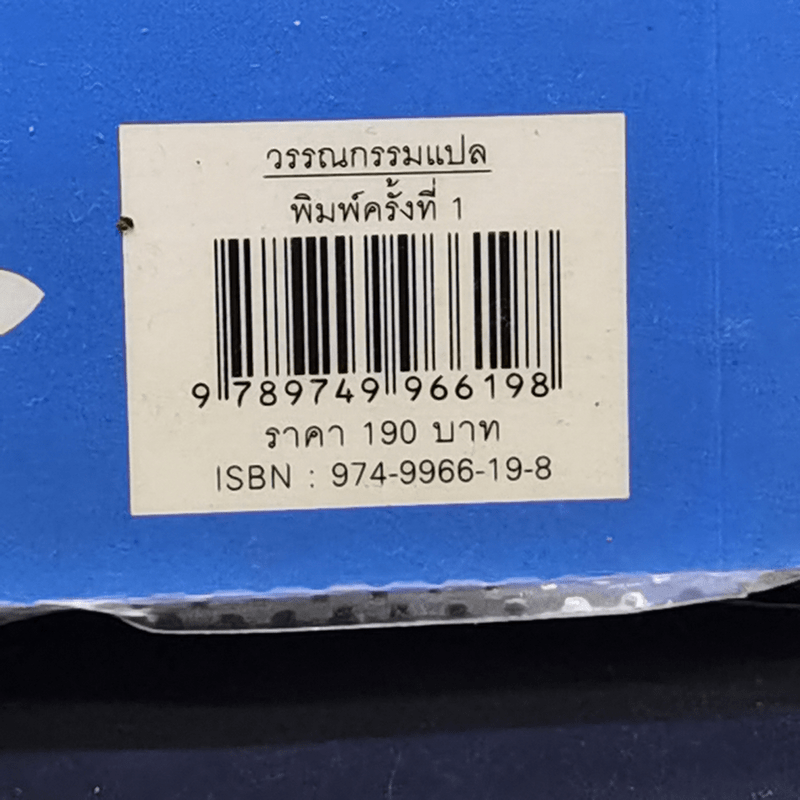 วรรณกรรมแปล
พิมพ์ครั้งที่ 1
9 789749 966198
ราคา 190 บาท
ISBN : 974-9966-19-8